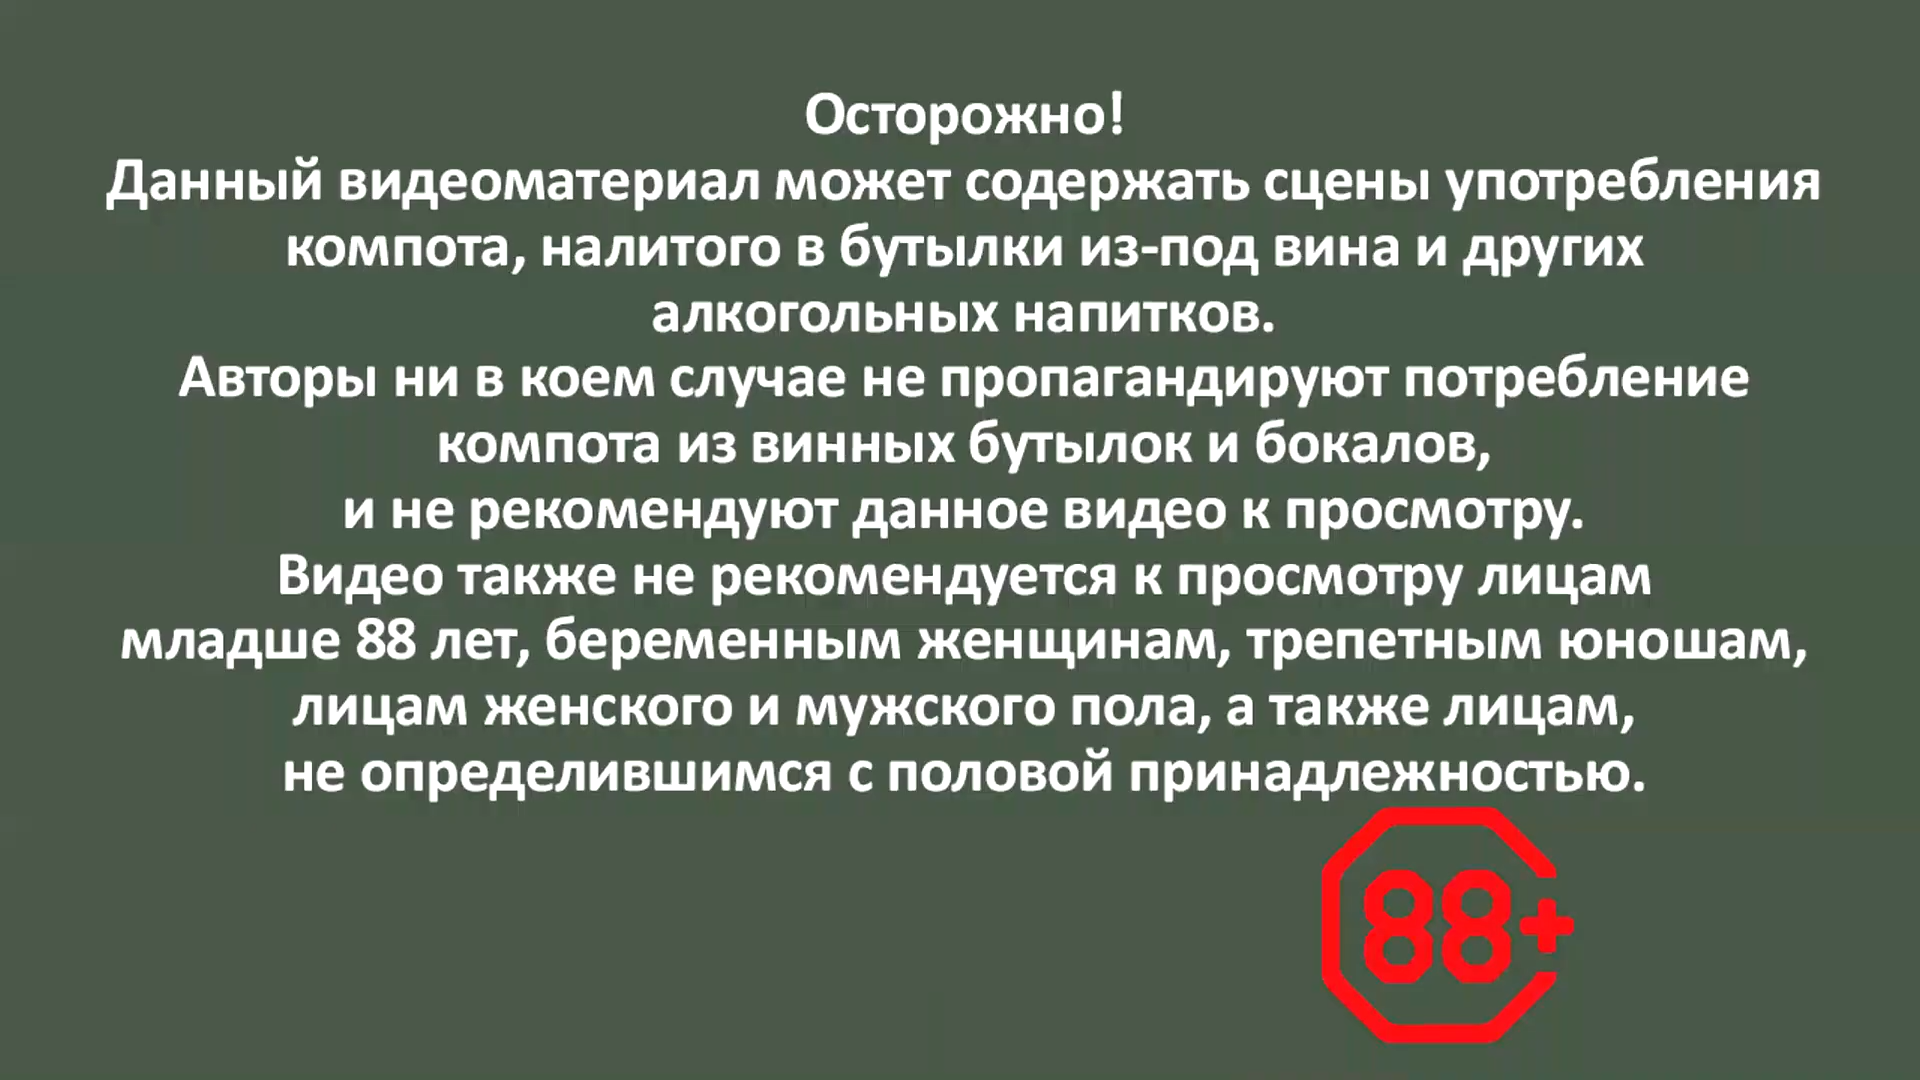 Осторожно!
Данный видеоматериал может содержать сцены употребления
компота, налитого в бутылки из-под вина и других
алкогольных напитков.
Авторы ни в коем случае не пропагандируют потребление
компота из винных бутылок и бокалов,
и не рекомендуют данное видео к просмотру.
Видео также не рекомендуется к просмотру лицам
младше 88 лет, беременным женщинам, трепетным юношам,
лицам женского и мужского пола, а также лицам,
не определившимся с половой принадлежностью.
88+